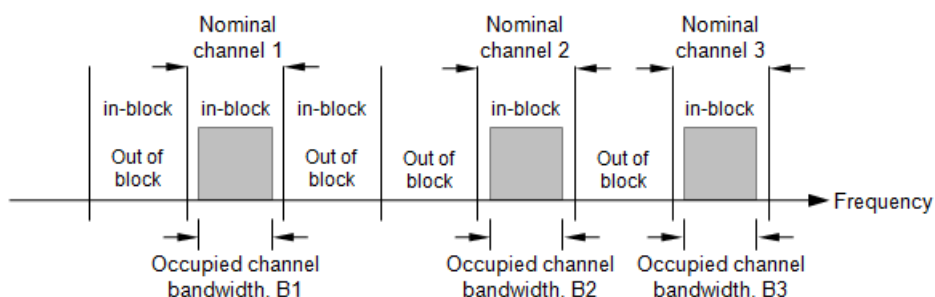 Nominal
channel 1
Nominal
channel 2
Nominal
channel 3
in-block
in-block
in-block
in-block
in-block
Out of
block
Out of
block
Out of
block
Out of
block
Frequency
Occupied channel
bandwidth, B1
Occupied channel
bandwidth, B2
Occupied channel
bandwidth, B3